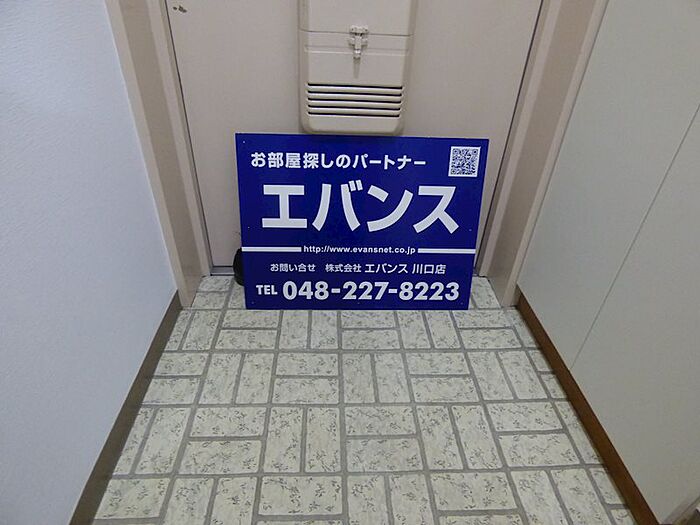 お部屋探しのパートナー
エバンス
http://www.evansnet.co.jp
お問い合せ 株式会社 エバンス 川口店
TEL 048-227-8223